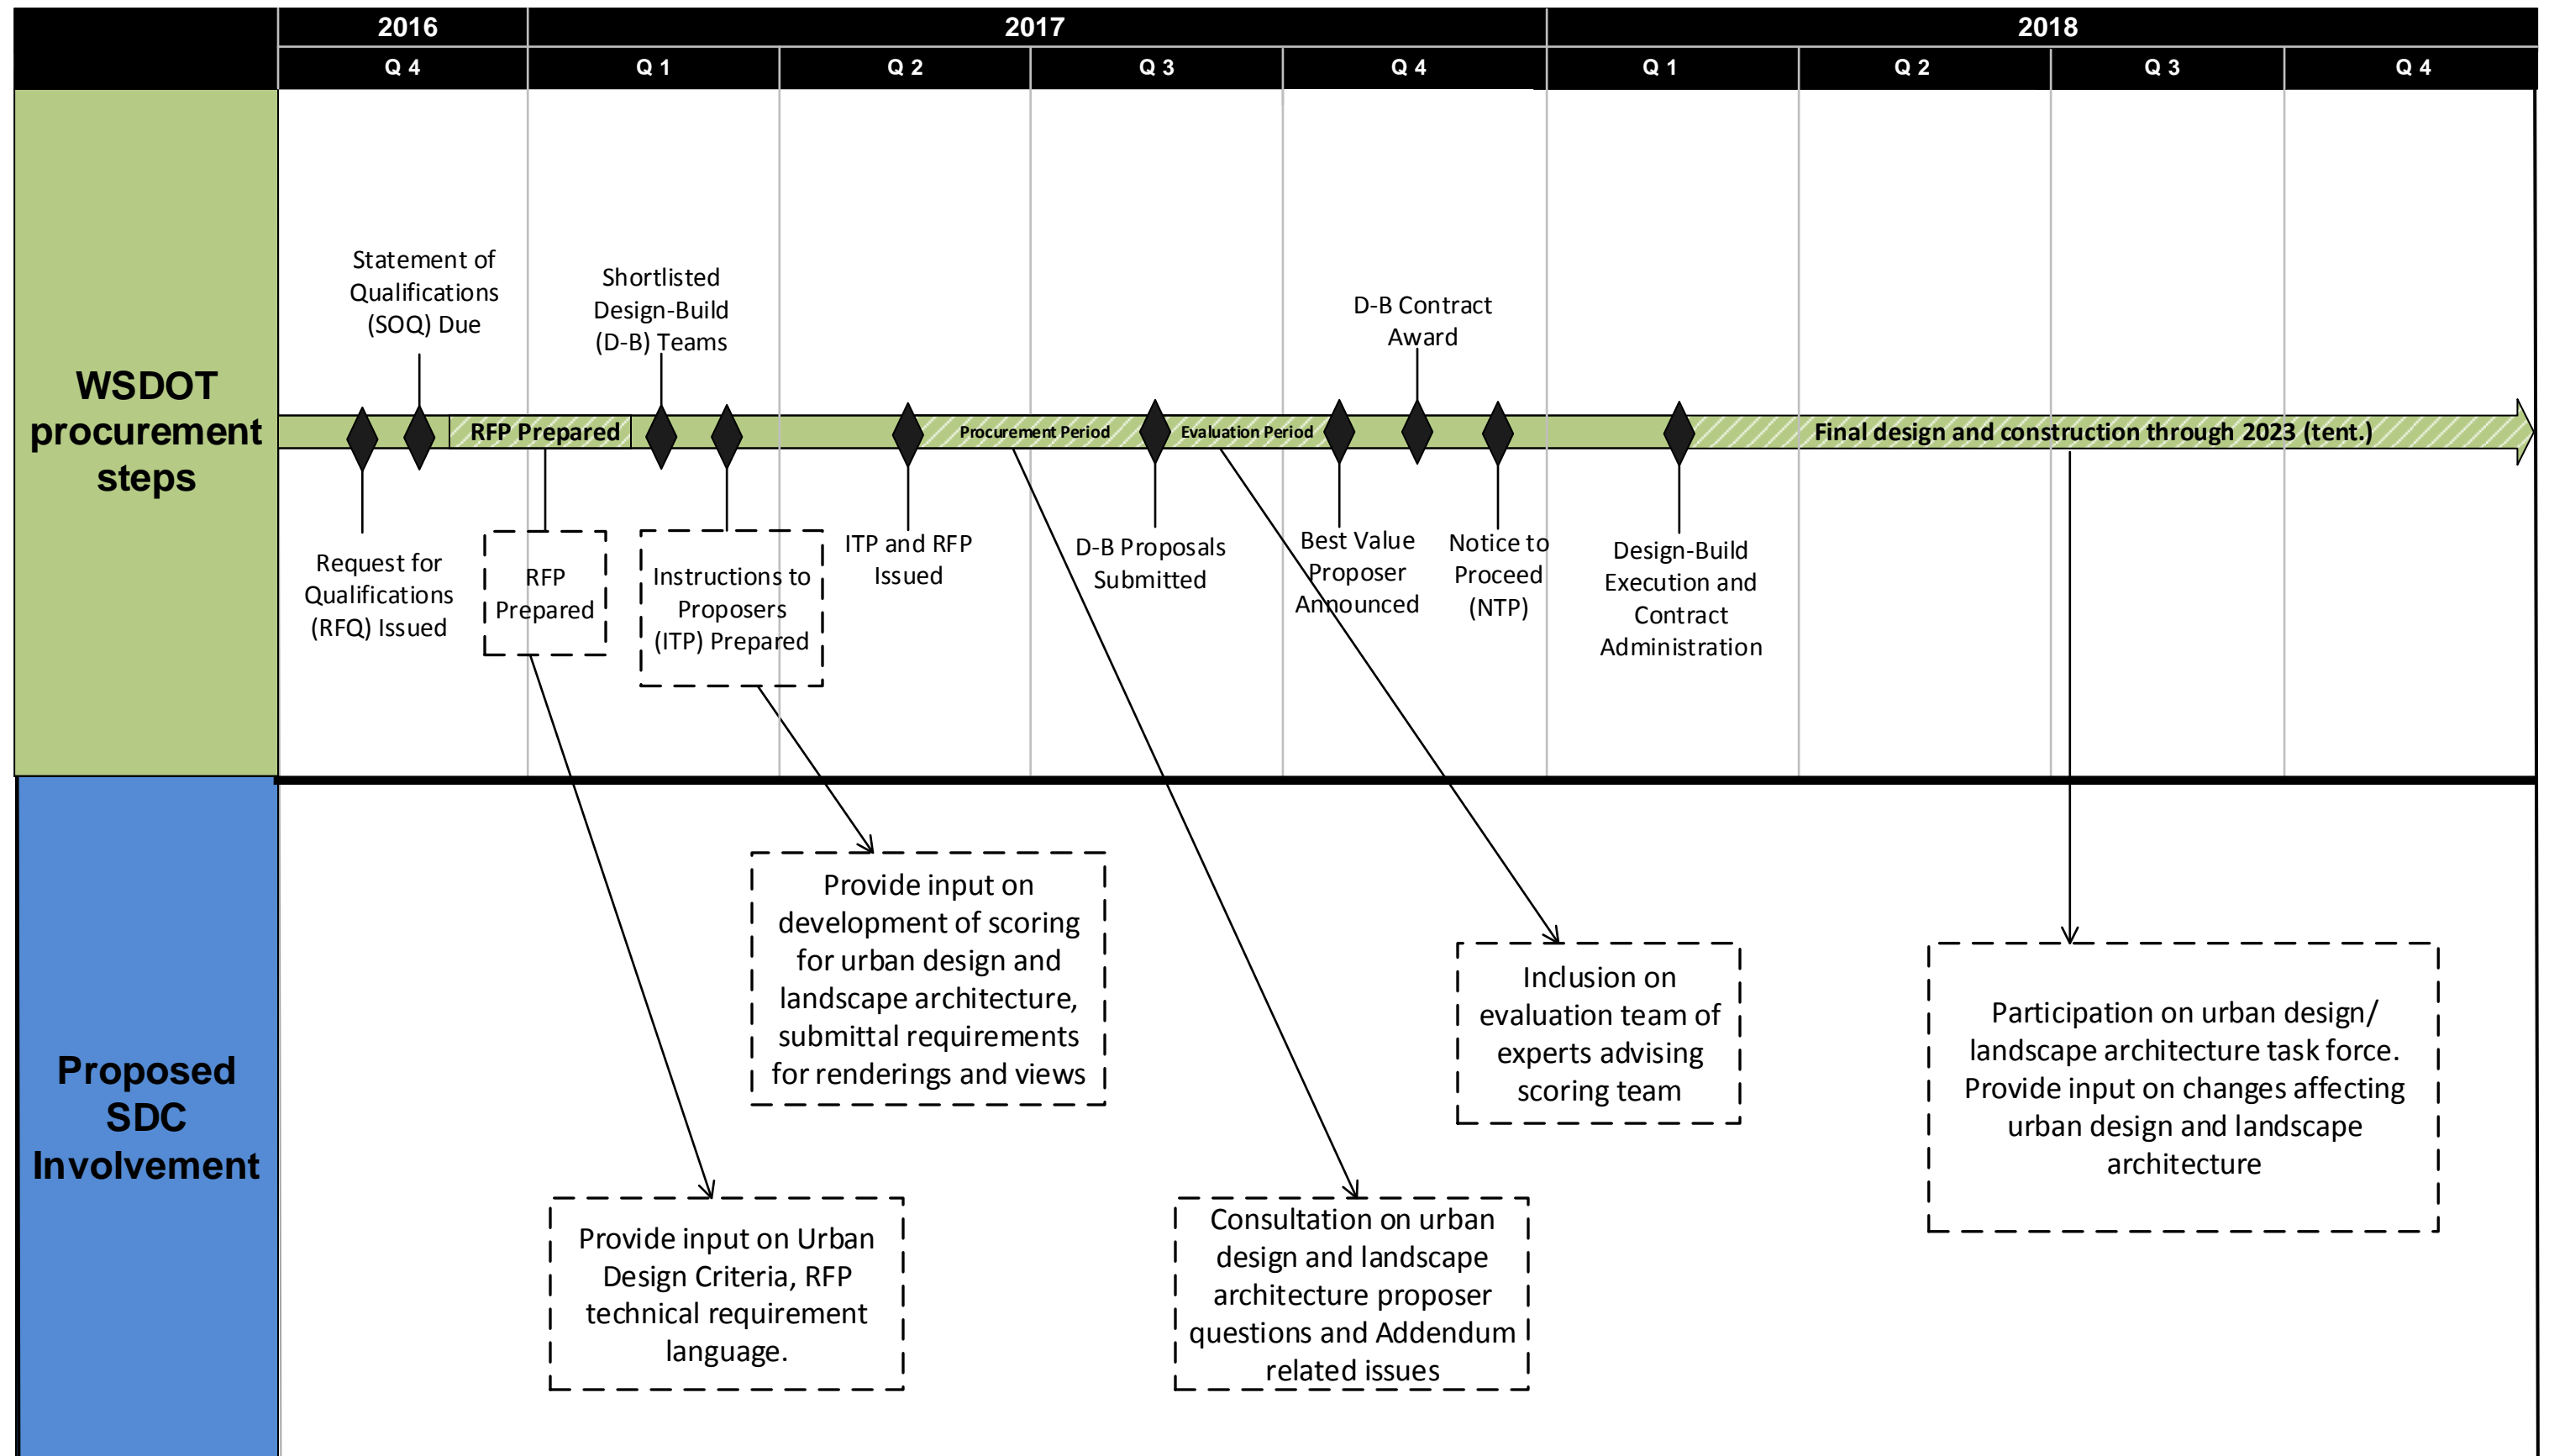 2016
2017
2018
Q 4
Q 1
Q 2
Q 3
Q 4
Q 1
Q 2
Q 3
Q 4
WSDOT
procurement
steps
Statement of
Qualifications
(SOQ) Due
Shortlisted
Design-Build
(D-B) Teams
D-B Contract
Award
RFP Prepared
Procurement Period
Evaluation Period
Final design and construction through 2023 (tent.)
Request for
Qualifications
(RFQ) Issued
RFP
Prepared
Instructions to
Proposers
(ITP) Prepared
ITP and RFP
Issued
D-B Proposals
Submitted
Best Value
Proposer
Announced
Notice to
Proceed
(NTP)
Design-Build
Execution and
Contract
Administration
Proposed
SDC
Involvement
Provide input on Urban
Design Criteria, RFP
technical requirement
language.
Provide input on
development of scoring
for urban design and
landscape architecture,
submittal requirements
for renderings and views
Consultation on urban
design and landscape
architecture proposer
questions and Addendum
related issues
Inclusion on
evaluation team of
experts advising
scoring team
Participation on urban design/
landscape architecture task force.
Provide input on changes affecting
urban design and landscape
architecture